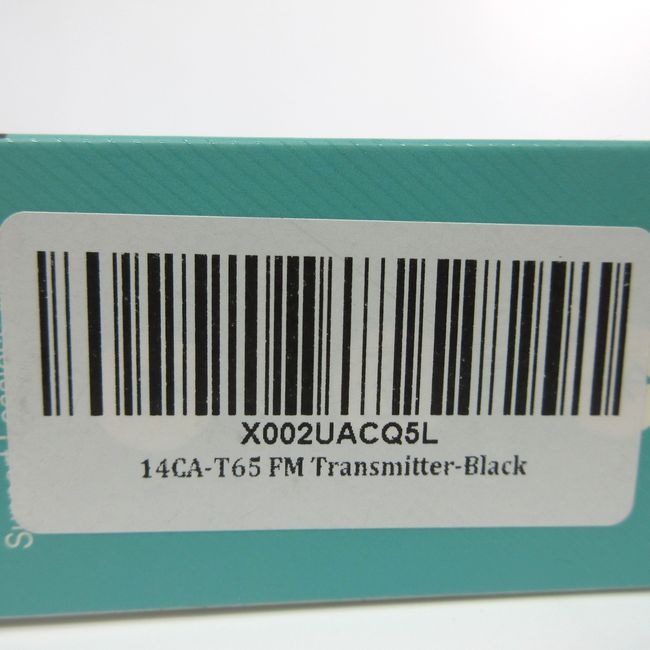 X002UACQ5L
14CA-T65 FM Transmitter-Black